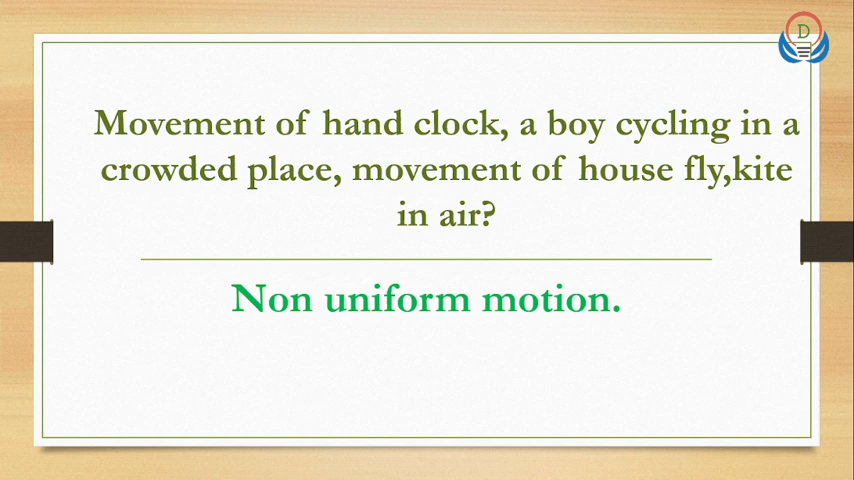 D
Movement of hand clock, a boy cycling in a
crowded place, movement of house fly,kite
in air?
Non uniform motion.